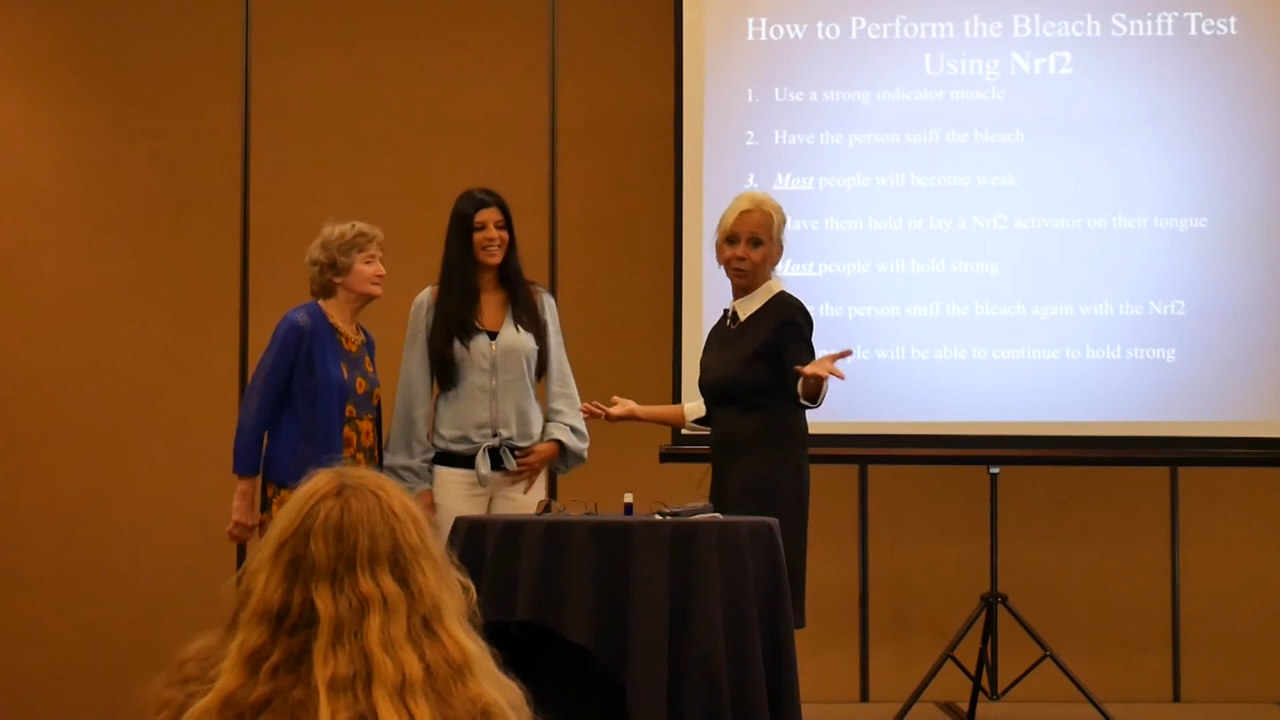 How to Perform the Bleach Sniff Test
Using Nrf2
1. Use a strong indicator muscle
2. Have the person sniff the bleach
3. Most people will become weak
Have them hold or lay a Nrf2 activator on their tongue
Most people will hold strong
the person sniff the bleach again with the Nrf2
people will be able to continue to hold strong